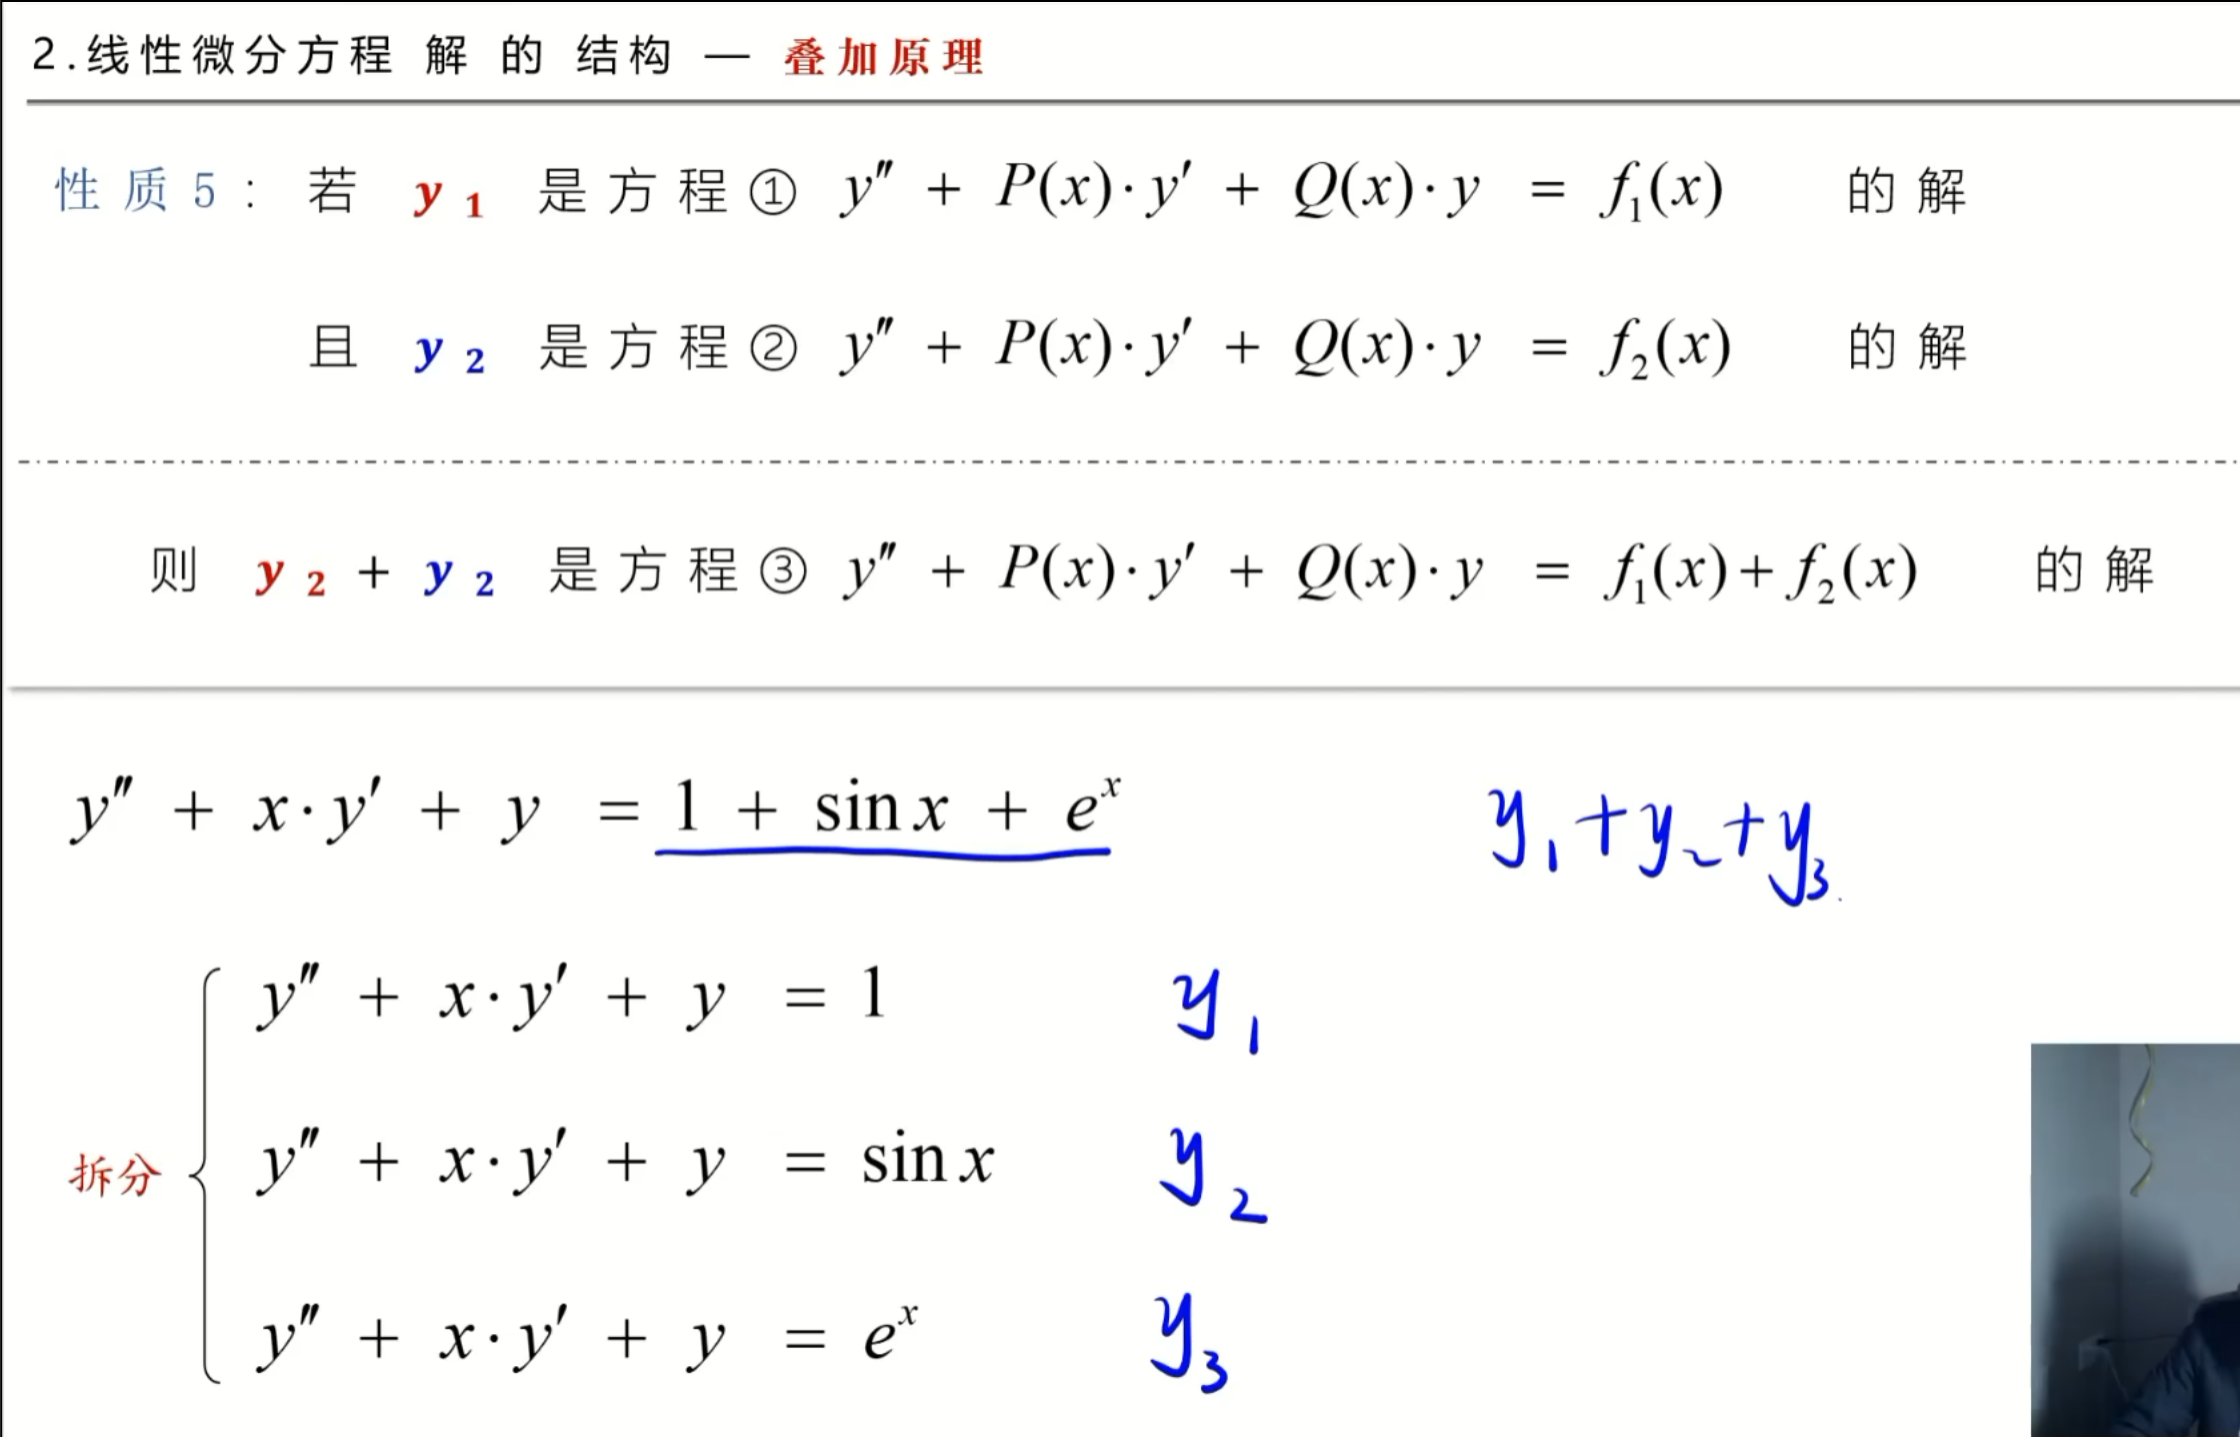 2.线性微分方程 解 的 结构 — 叠加原理
性质5: 若 y₁ 是方程① y″ + P(x)·y′ + Q(x)·y = f₁(x) 的解
且 y₂ 是方程② y″ + P(x)·y′ + Q(x)·y = f₂(x) 的解
则 y₂ + y₂ 是方程③ y″ + P(x)·y′ + Q(x)·y = f₁(x)+f₂(x) 的解
y″ + x·y′ + y = 1 + sin x + eˣ y₁+y₂+y₃
y″ + x·y′ + y = 1 y₁
拆分 y″ + x·y′ + y = sin x y₂
y″ + x·y′ + y = eˣ y₃